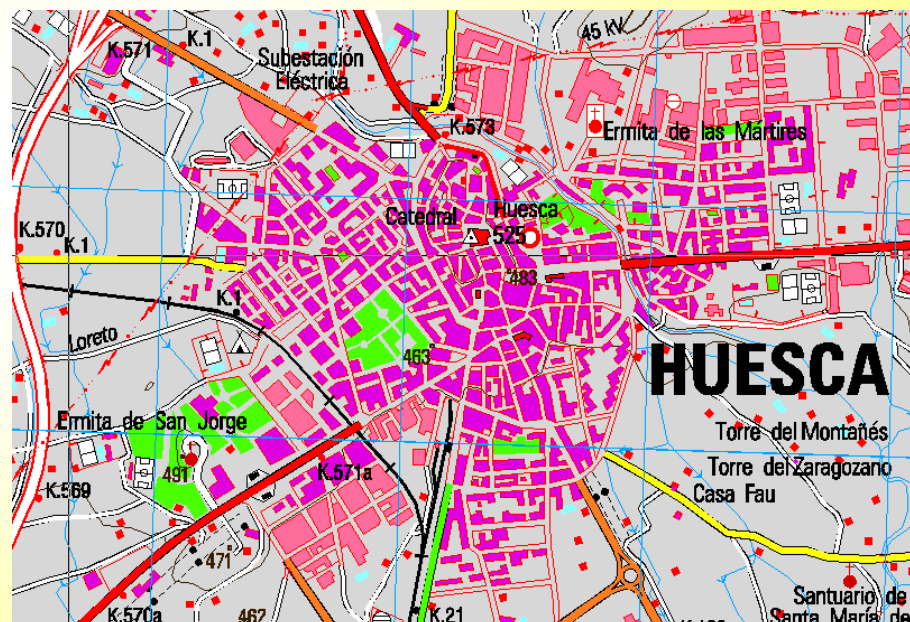 45 kV
K.1
K.571
Subestación
Eléctrica
K.573
Ermita de las Mártires
Catedral
Huesca
525
K.570
K.1
483
K.1
Loreto
463
HUESCA
Ermita de San Jorge
Torre del Montañés
491
K.571a
Torre del Zaragozano
K.569
Casa Fau
471
K.570a
462
K.21
Santuario de
Santa María de